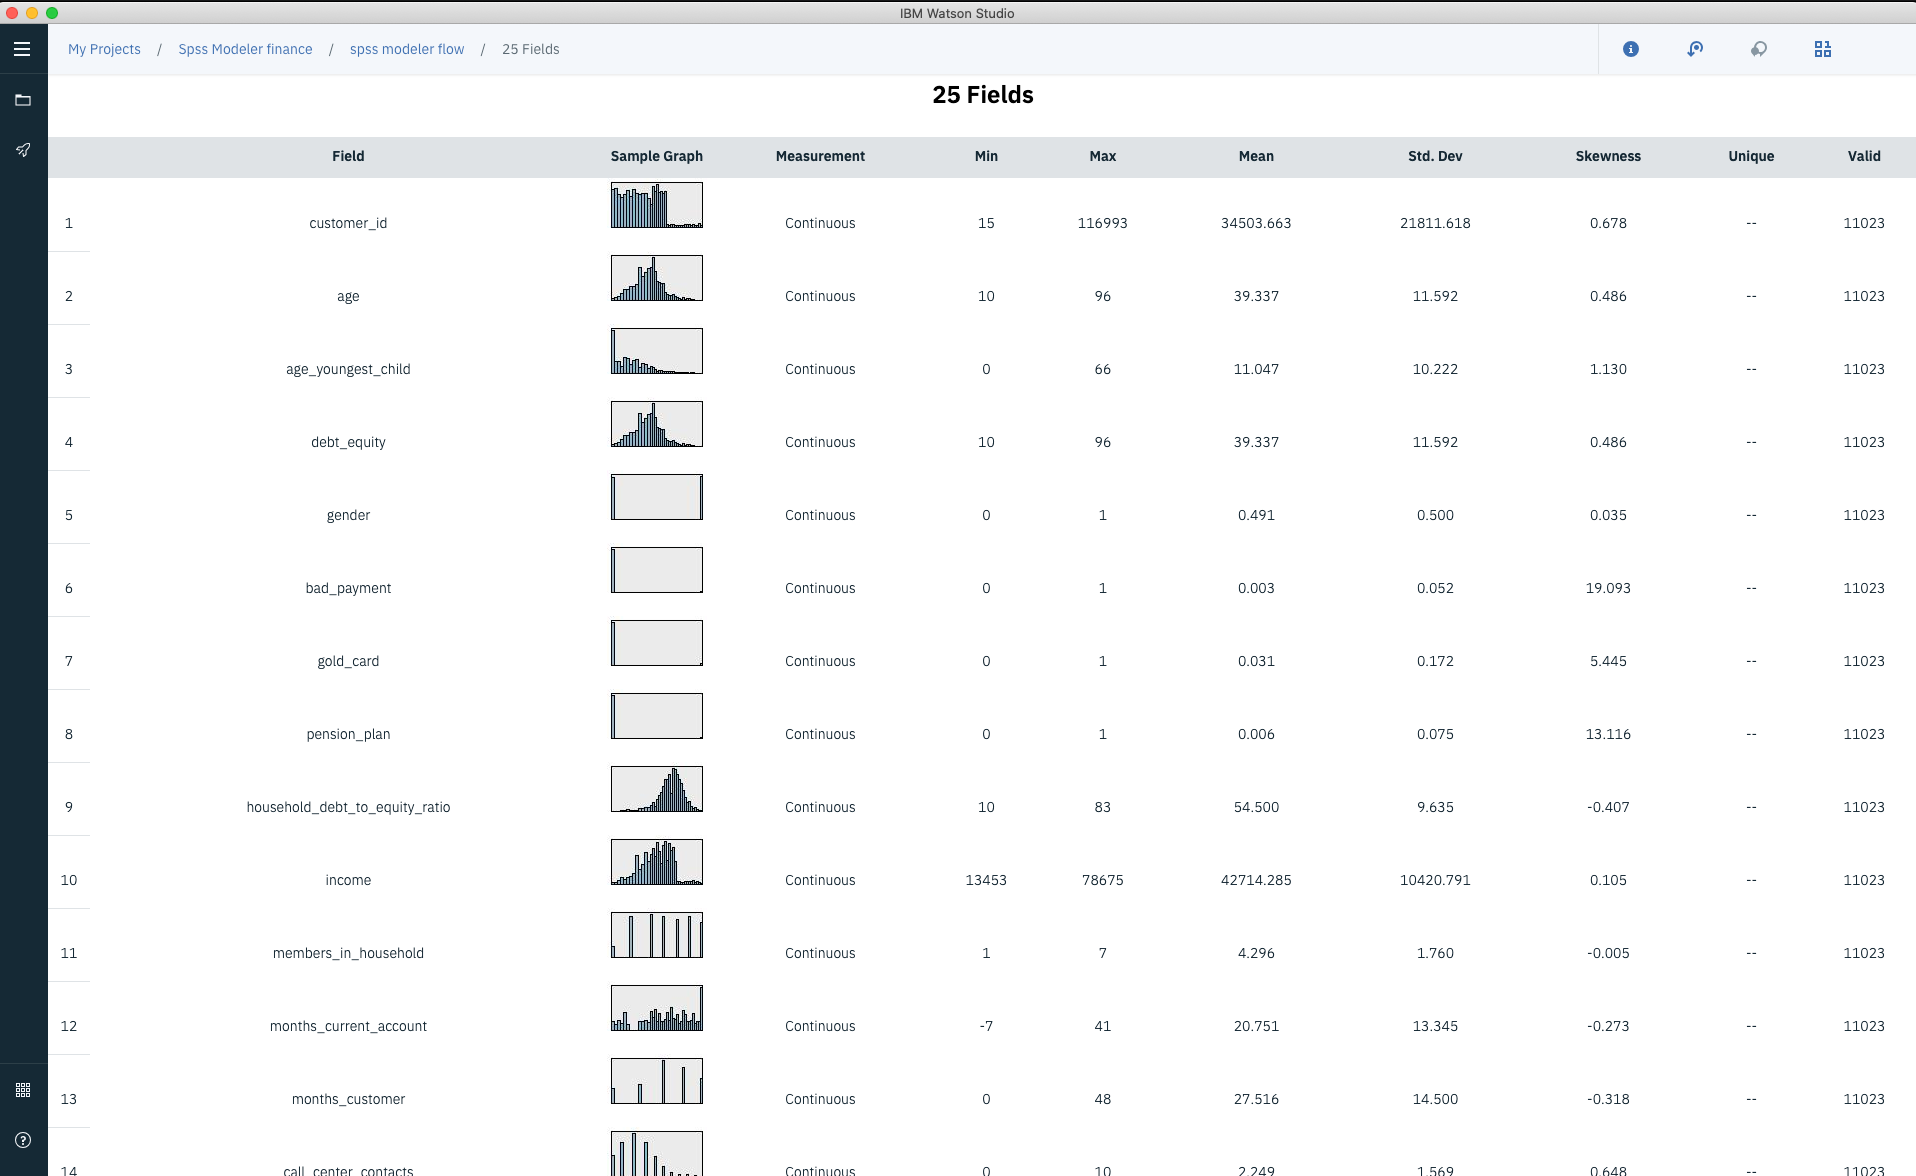 IBM Watson Studio
My Projects / Spss Modeler finance / spss modeler flow / 25 Fields
25 Fields
Field Sample Graph Measurement Min Max Mean Std. Dev Skewness Unique Valid
1 customer_id Continuous 15 116993 34503.663 21811.618 0.678 -- 11023
2 age Continuous 10 96 39.337 11.592 0.486 -- 11023
3 age_youngest_child Continuous 0 66 11.047 10.222 1.130 -- 11023
4 debt_equity Continuous 10 96 39.337 11.592 0.486 -- 11023
5 gender Continuous 0 1 0.491 0.500 0.035 -- 11023
6 bad_payment Continuous 0 1 0.003 0.052 19.093 -- 11023
7 gold_card Continuous 0 1 0.031 0.172 5.445 -- 11023
8 pension_plan Continuous 0 1 0.006 0.075 13.116 -- 11023
9 household_debt_to_equity_ratio Continuous 10 83 54.500 9.635 -0.407 -- 11023
10 income Continuous 13453 78675 42714.285 10420.791 0.105 -- 11023
11 members_in_household Continuous 1 7 4.296 1.760 -0.005 -- 11023
12 months_current_account Continuous -7 41 20.751 13.345 -0.273 -- 11023
13 months_customer Continuous 0 48 27.516 14.500 -0.318 -- 11023
14 call_center_contacts Continuous 0 10 2.249 1.569 0.648 -- 11023